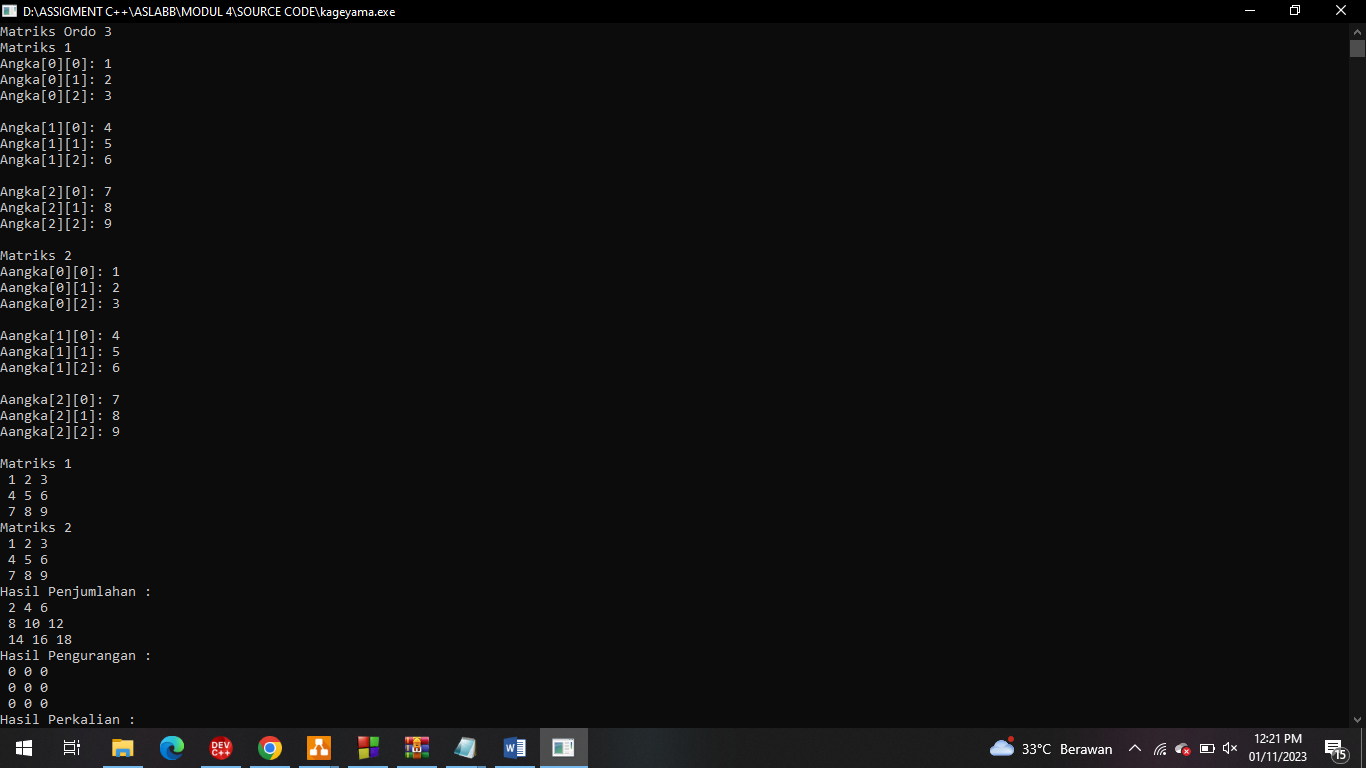 D:\ASSIGMENT C++\ASLABB\MODUL 4\SOURCE CODE\kageyama.exe
Matriks Ordo 3
Matriks 1
Angka[0][0]: 1
Angka[0][1]: 2
Angka[0][2]: 3
Angka[1][0]: 4
Angka[1][1]: 5
Angka[1][2]: 6
Angka[2][0]: 7
Angka[2][1]: 8
Angka[2][2]: 9
Matriks 2
Aangka[0][0]: 1
Aangka[0][1]: 2
Aangka[0][2]: 3
Aangka[1][0]: 4
Aangka[1][1]: 5
Aangka[1][2]: 6
Aangka[2][0]: 7
Aangka[2][1]: 8
Aangka[2][2]: 9
Matriks 1
1 2 3
4 5 6
7 8 9
Matriks 2
1 2 3
4 5 6
7 8 9
Hasil Penjumlahan :
2 4 6
8 10 12
14 16 18
Hasil Pengurangan :
0 0 0
0 0 0
0 0 0
Hasil Perkalian :
DEV C++
33°C Berawan
12:21 PM
01/11/2023
15